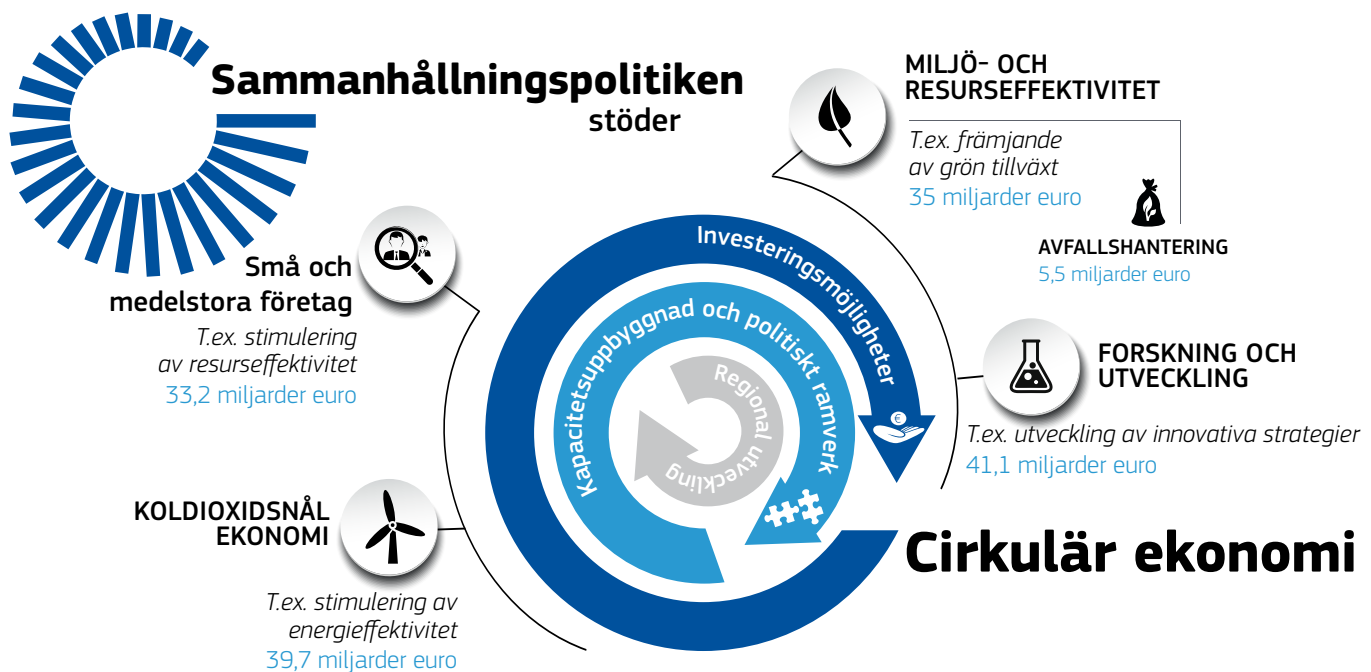 Sammanhållningspolitiken
stöder
MILJÖ- OCH
RESURSEFFEKTIVITET
T.ex. främjande
av grön tillväxt
35 miljarder euro
AVFALLSHANTERING
5,5 miljarder euro
Små och
medelstora företag
T.ex. stimulering
av resurseffektivitet
33,2 miljarder euro
Investeringsmöjligheter
€
Kapacitetsuppbyggnad och politiskt ramverk
Regional utveckling
FORSKNING OCH
UTVECKLING
T.ex. utveckling av innovativa strategier
41,1 miljarder euro
KOLDIOXIDSNÅL
EKONOMI
T.ex. stimulering av
energieffektivitet
39,7 miljarder euro
Cirkulär ekonomi